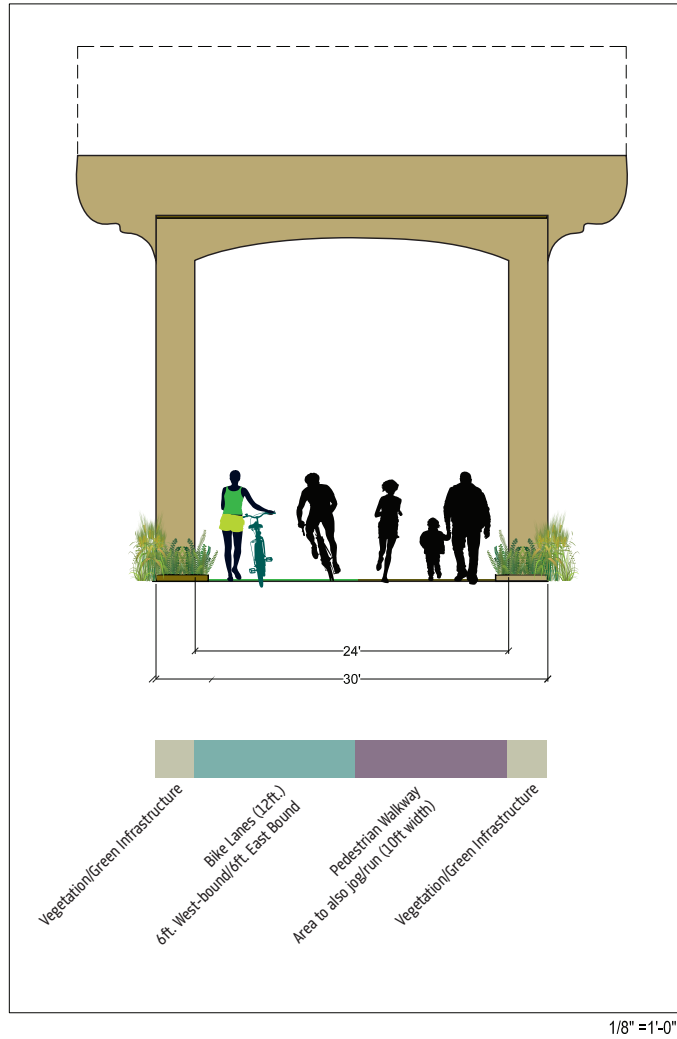 24'
30'
Vegetation/Green Infrastructure
Bike Lanes (12ft.)
6ft. West-bound/6ft. East Bound
Pedestrian Walkway
Area to also jog/run (10ft width)
Vegetation/Green Infrastructure
1/8" =1'-0"